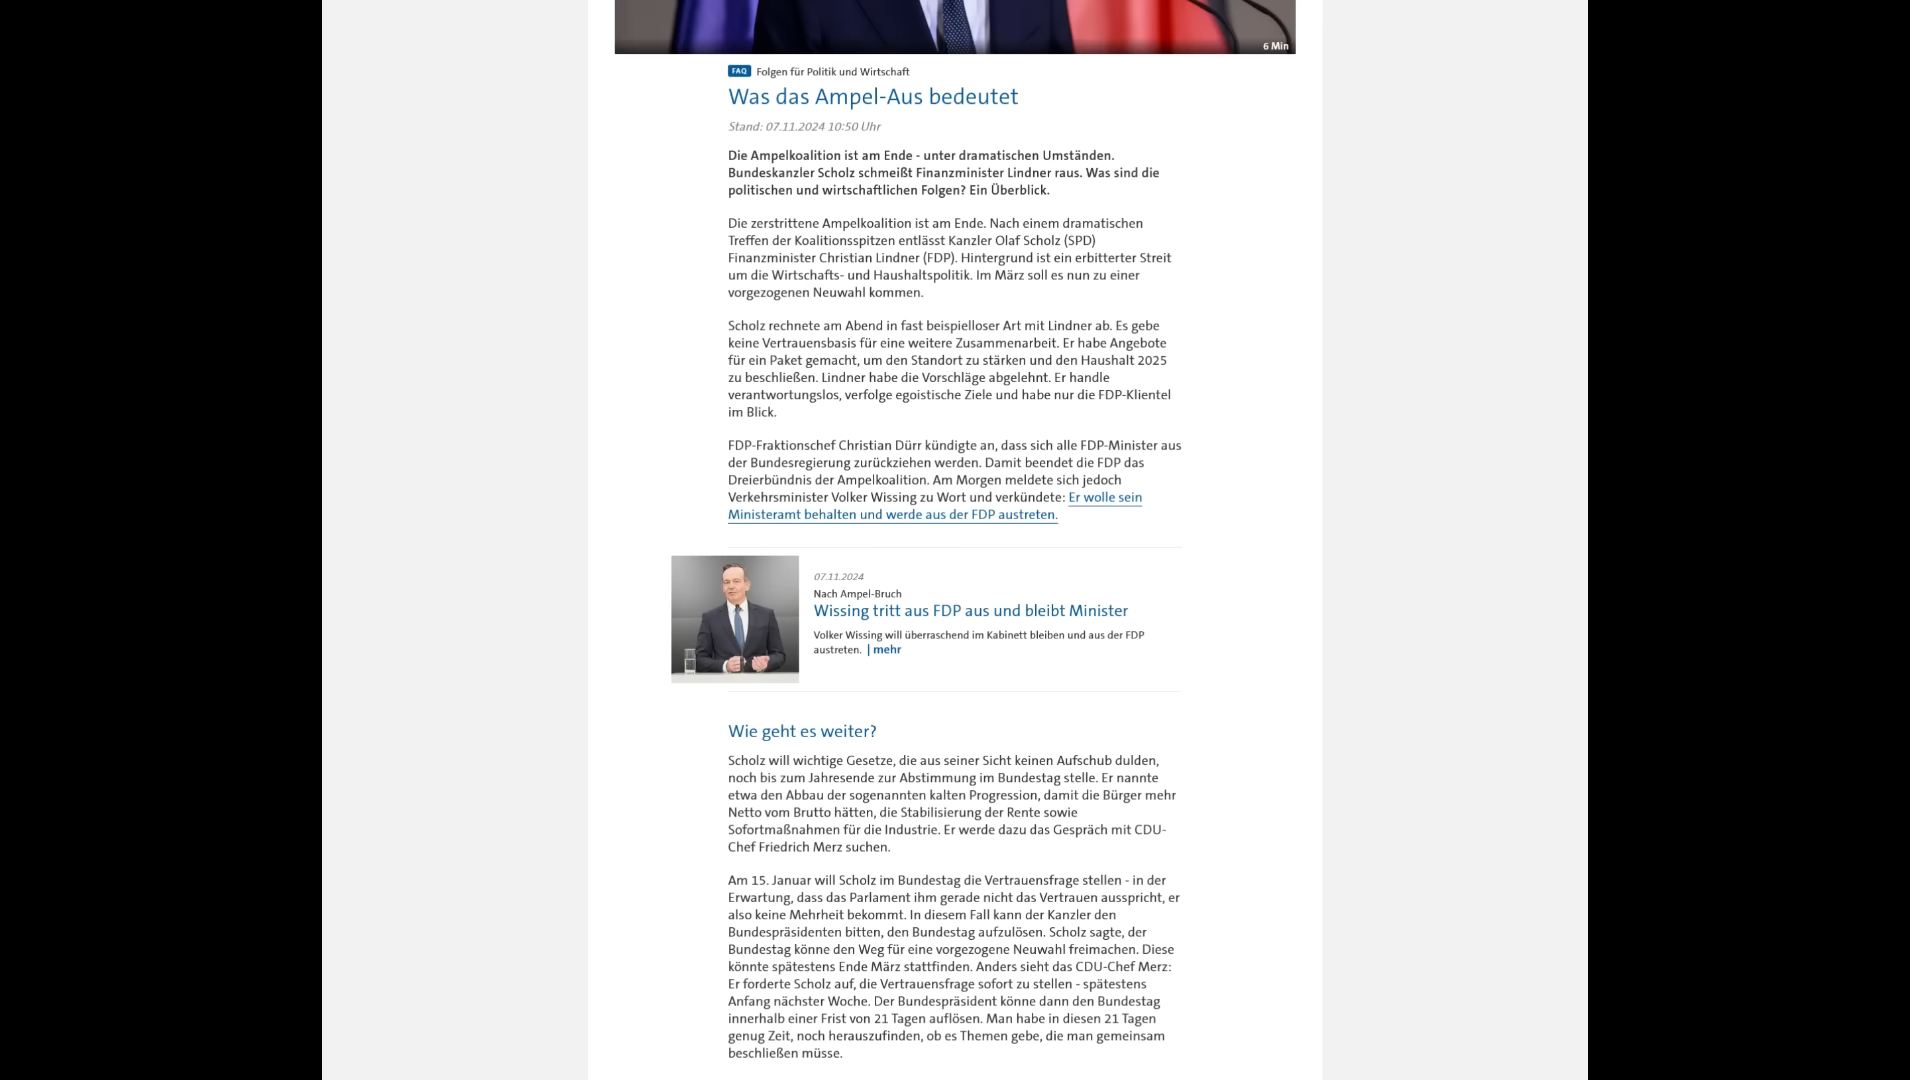 6 Min
FAQ Folgen für Politik und Wirtschaft
Was das Ampel-Aus bedeutet
Stand: 07.11.2024 10:50 Uhr
Die Ampelkoalition ist am Ende - unter dramatischen Umständen.
Bundeskanzler Scholz schmeißt Finanzminister Lindner raus. Was sind die
politischen und wirtschaftlichen Folgen? Ein Überblick.
Die zerstrittene Ampelkoalition ist am Ende. Nach einem dramatischen
Treffen der Koalitionsspitzen entlässt Kanzler Olaf Scholz (SPD)
Finanzminister Christian Lindner (FDP). Hintergrund ist ein erbitterter Streit
um die Wirtschafts- und Haushaltspolitik. Im März soll es nun zu einer
vorgezogenen Neuwahl kommen.
Scholz rechnete am Abend in fast beispielloser Art mit Lindner ab. Es gebe
keine Vertrauensbasis für eine weitere Zusammenarbeit. Er habe Angebote
für ein Paket gemacht, um den Standort zu stärken und den Haushalt 2025
zu beschließen. Lindner habe die Vorschläge abgelehnt. Er handle
verantwortungslos, verfolge egoistische Ziele und habe nur die FDP-Klientel
im Blick.
FDP-Fraktionschef Christian Dürr kündigte an, dass sich alle FDP-Minister aus
der Bundesregierung zurückziehen werden. Damit beendet die FDP das
Dreierbündnis der Ampelkoalition. Am Morgen meldete sich jedoch
Verkehrsminister Volker Wissing zu Wort und verkündete: Er wolle sein
Ministeramt behalten und werde aus der FDP austreten.
07.11.2024
Nach Ampel-Bruch
Wissing tritt aus FDP aus und bleibt Minister
Volker Wissing will überraschend im Kabinett bleiben und aus der FDP
austreten. | mehr
Wie geht es weiter?
Scholz will wichtige Gesetze, die aus seiner Sicht keinen Aufschub dulden,
noch bis zum Jahresende zur Abstimmung im Bundestag stelle. Er nannte
etwa den Abbau der sogenannten kalten Progression, damit die Bürger mehr
Netto vom Brutto hätten, die Stabilisierung der Rente sowie
Sofortmaßnahmen für die Industrie. Er werde dazu das Gespräch mit CDU-
Chef Friedrich Merz suchen.
Am 15. Januar will Scholz im Bundestag die Vertrauensfrage stellen - in der
Erwartung, dass das Parlament ihm gerade nicht das Vertrauen ausspricht, er
also keine Mehrheit bekommt. In diesem Fall kann der Kanzler den
Bundespräsidenten bitten, den Bundestag aufzulösen. Scholz sagte, der
Bundestag könne den Weg für eine vorgezogene Neuwahl freimachen. Diese
könnte spätestens Ende März stattfinden. Anders sieht das CDU-Chef Merz:
Er forderte Scholz auf, die Vertrauensfrage sofort zu stellen - spätestens
Anfang nächster Woche. Der Bundespräsident könne dann den Bundestag
innerhalb einer Frist von 21 Tagen auflösen. Man habe in diesen 21 Tagen
genug Zeit, noch herauszufinden, ob es Themen gebe, die man gemeinsam
beschließen müsse.